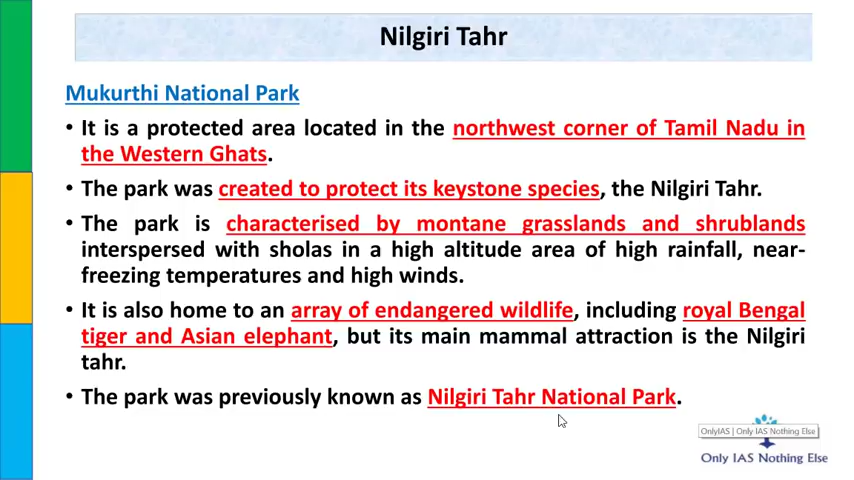 Nilgiri Tahr
Mukurthi National Park
• It is a protected area located in the northwest corner of Tamil Nadu in
the Western Ghats.
• The park was created to protect its keystone species, the Nilgiri Tahr.
• The park is characterised by montane grasslands and shrublands
interspersed with sholas in a high altitude area of high rainfall, near-
freezing temperatures and high winds.
• It is also home to an array of endangered wildlife, including royal Bengal
tiger and Asian elephant, but its main mammal attraction is the Nilgiri
tahr.
• The park was previously known as Nilgiri Tahr National Park.
OnlyIAS | Only IAS Nothing Else
Only IAS Nothing Else